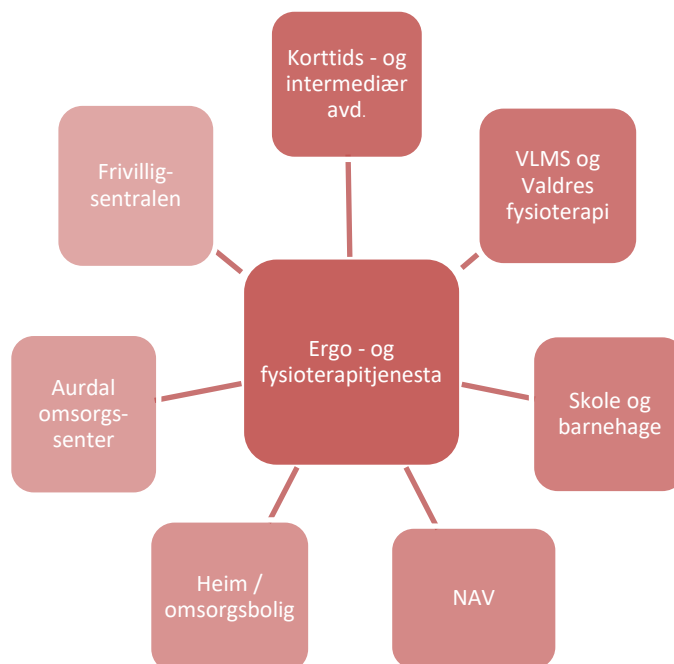 Korttids - og
intermediær
avd.
VLMS og
Valdres
fysioterapi
Frivillig-
sentralen
Ergo - og
fysioterapitjenesta
Skole og
barnehage
Aurdal
omsorgs-
senter
Heim /
omsorgsbolig
NAV